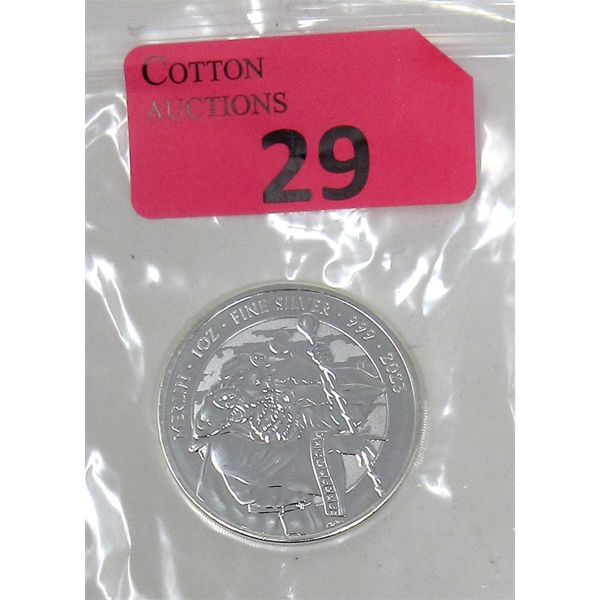 COTTON
AUCTIONS
29
MERLIN · 1OZ · FINE SILVER · 999 · 2023